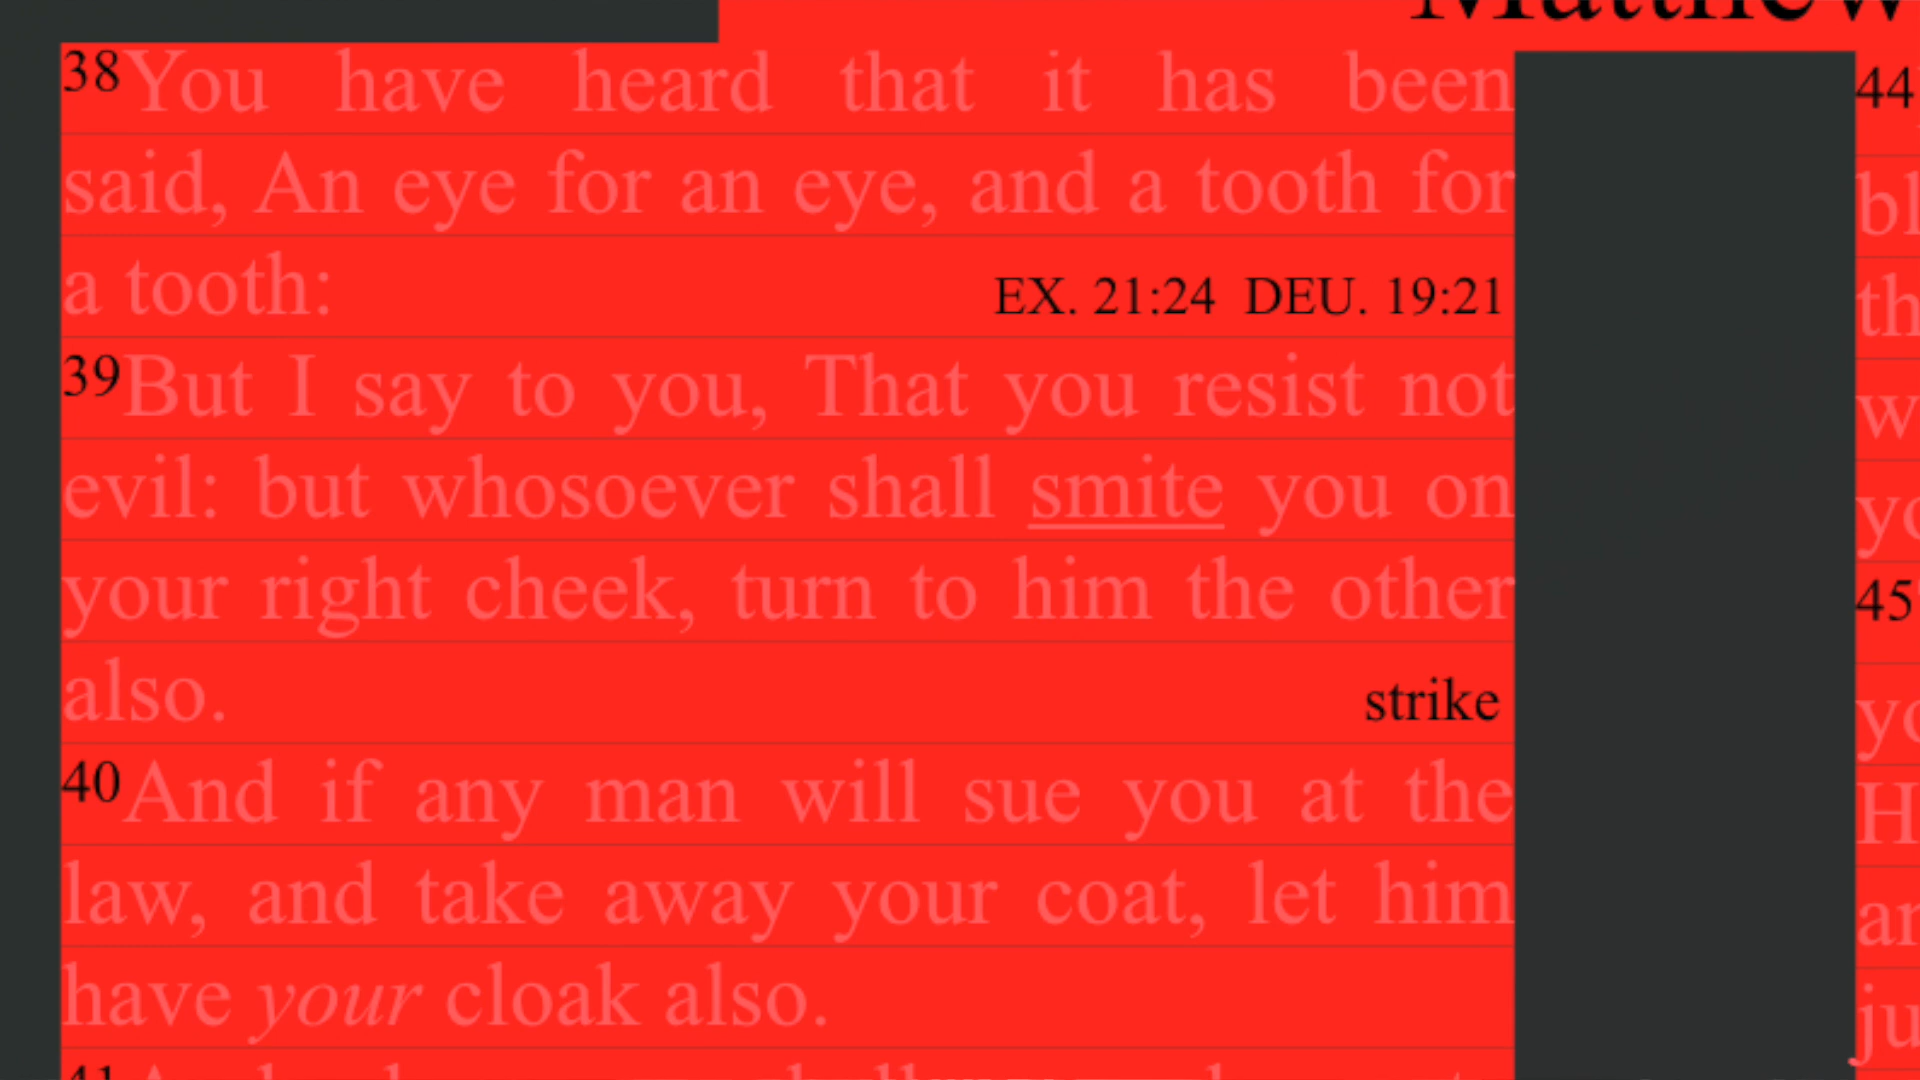 Matthew
38You have heard that it has been
said, An eye for an eye, and a tooth for
a tooth: EX. 21:24 DEU. 19:21
39But I say to you, That you resist not
evil: but whosoever shall smite you on
your right cheek, turn to him the other
also. strike
40And if any man will sue you at the
law, and take away your coat, let him
have your cloak also.
41
44
45